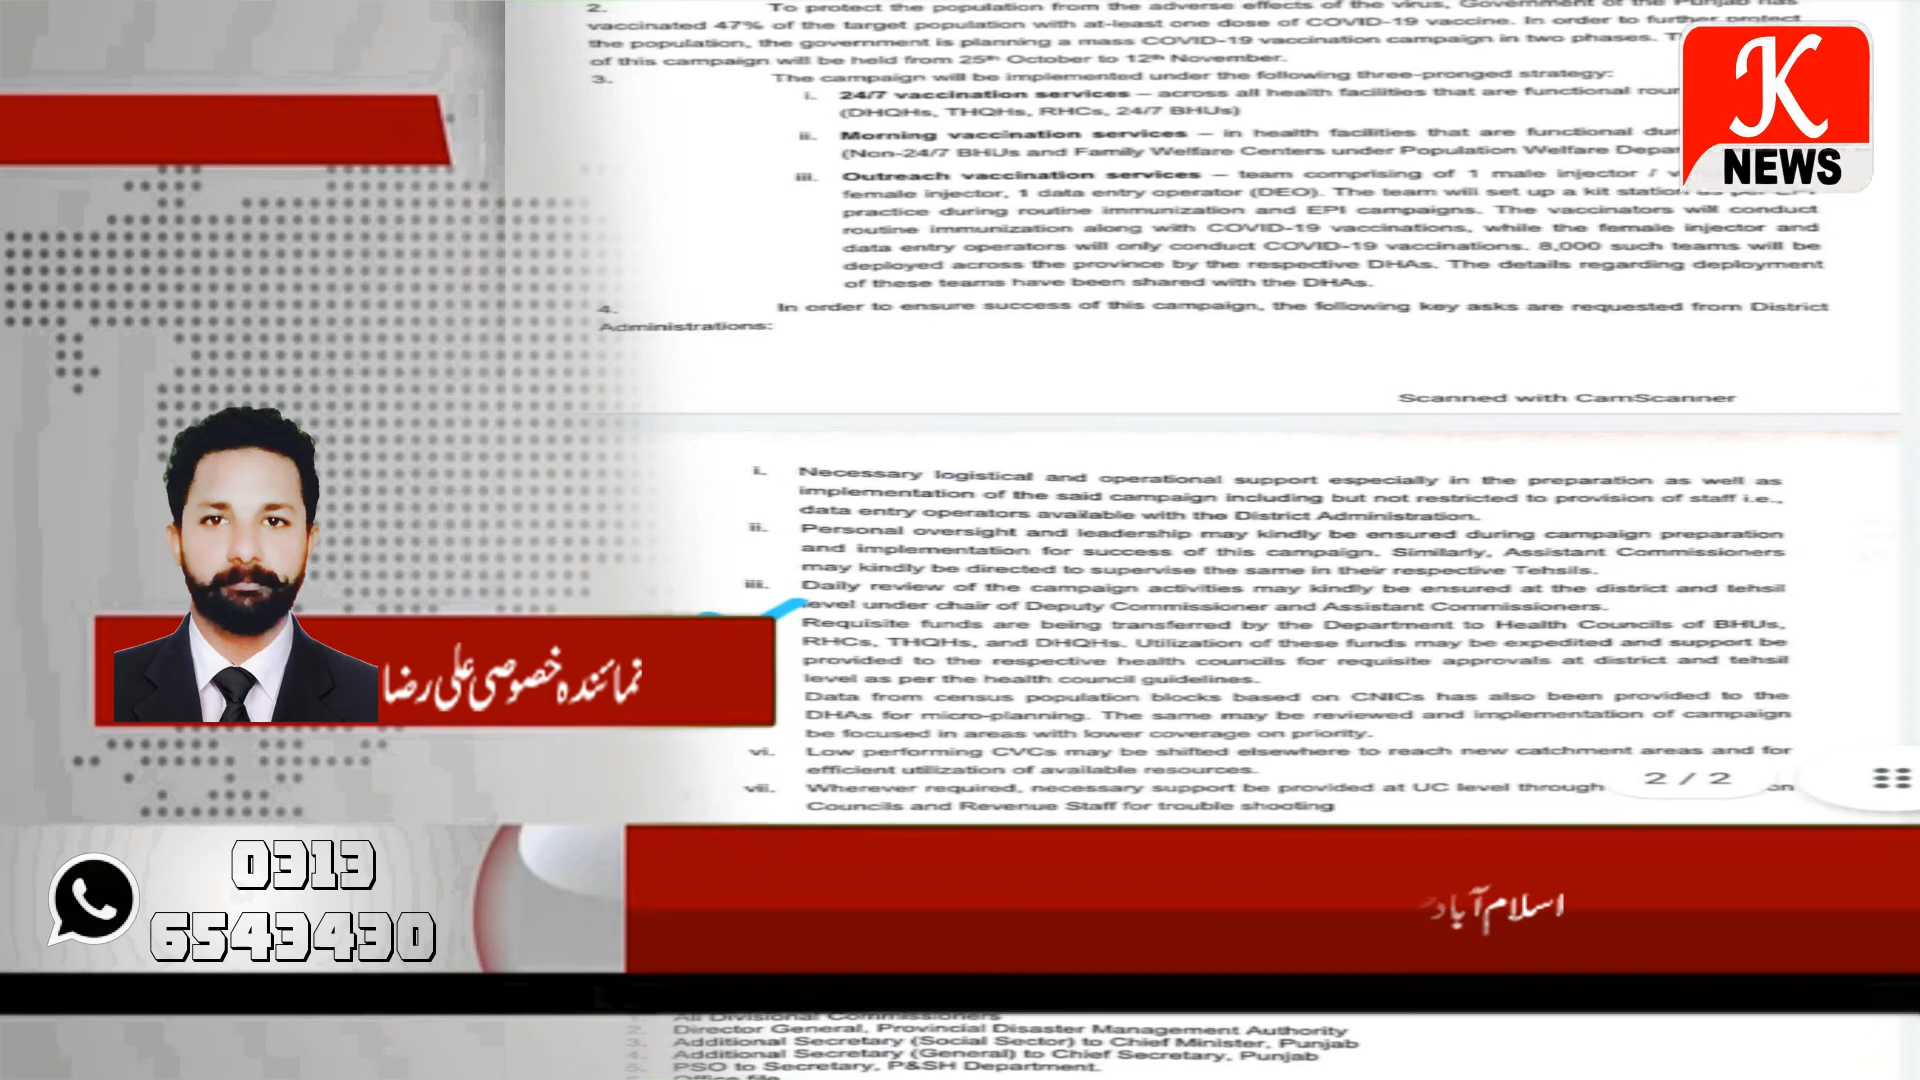 2. To protect the population from the adverse effects of the virus, Government of the Punjab has
vaccinated 47% of the target population with at-least one dose of COVID-19 vaccine. In order to further protect
the population, the government is planning a mass COVID-19 vaccination campaign in two phases.
of this campaign will be held from 25th October to 12th November.
3. The campaign will be implemented under the following three-pronged strategy:
i. 24/7 vaccination services – across all health facilities that are functional
(DHQHs, THQHs, RHCs, 24/7 BHUs)
ii. Morning vaccination services – in health facilities that are functional
(Non-24/7 BHUs and Family Welfare Centers under Population Welfare
iii. Outreach vaccination services – team comprising of 1 male injector /
female injector, 1 data entry operator (DEO). The team will set up a kit station as per EPI
practice during routine immunization and EPI campaigns. The vaccinators will conduct
routine immunization along with COVID-19 vaccinations, while the female injector and
data entry operators will only conduct COVID-19 vaccinations. 8,000 such teams will be
deployed across the province by the respective DHAs. The details regarding deployment
of these teams have been shared with the DHAs.
4. In order to ensure success of this campaign, the following key asks are requested from District
Administrations:
Scanned with CamScanner
K
NEWS
i. Necessary logistical and operational support especially in the preparation as well as
implementation of the said campaign including but not restricted to provision of staff i.e.,
data entry operators available with the District Administration.
ii. Personal oversight and leadership may kindly be ensured during campaign preparation
and implementation for success of this campaign. Similarly, Assistant Commissioners
may kindly be directed to supervise the same in their respective Tehsils.
iii. Daily review of the campaign activities may kindly be ensured at the district and tehsil
level under chair of Deputy Commissioner and Assistant Commissioners.
Requisite funds are being transferred by the Department to Health Councils of BHUs,
RHCs, THQHs, and DHQHs. Utilization of these funds may be expedited and support be
provided to the respective health councils for requisite approvals at district and tehsil
level as per the health council guidelines.
Data from census population blocks based on CNICs has also been provided to the
DHAs for micro-planning. The same may be reviewed and implementation of campaign
be focused in areas with lower coverage on priority.
vi. Low performing CVCs may be shifted elsewhere to reach new catchment areas and for
efficient utilization of available resources.
vii. Wherever required, necessary support be provided at UC level through
Councils and Revenue Staff for trouble shooting
2 / 2
نمائندہ خصوصی علی رضا
0313
6543430
اسلام آباد
1. All Divisional Commissioners
2. Director General, Provincial Disaster Management Authority
3. Additional Secretary (Social Sector) to Chief Minister, Punjab
4. Additional Secretary (General) to Chief Secretary, Punjab
5. PSO to Secretary, P&SH Department.
Office file